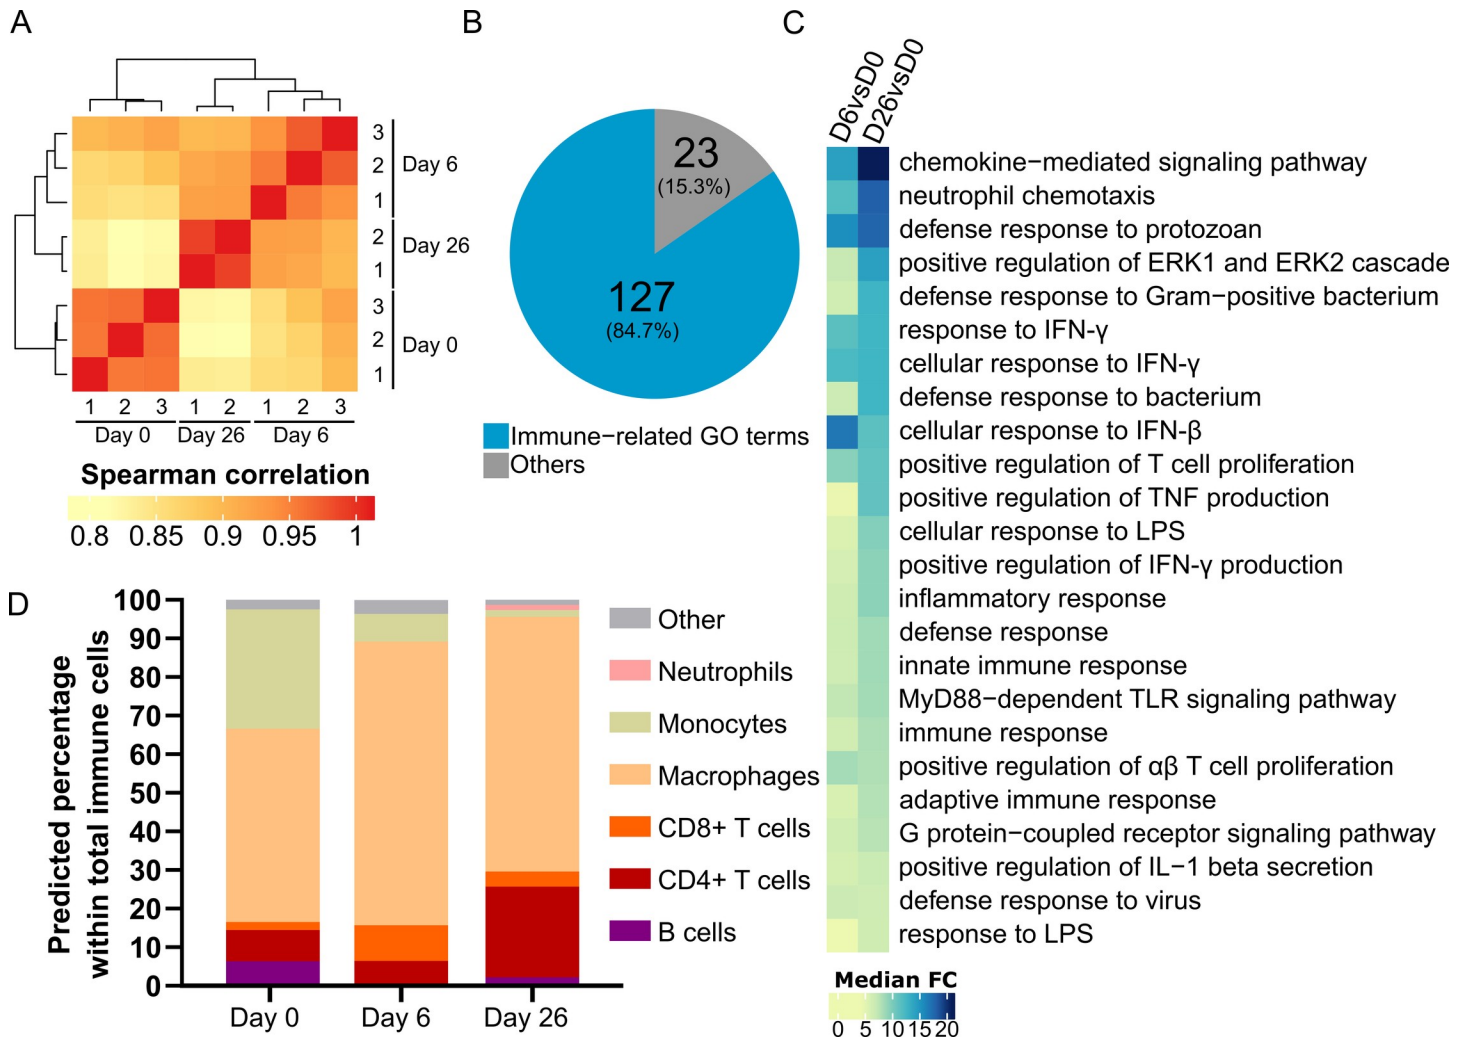 A
3
2
1
Day 6
2
1
Day 26
3
2
1
Day 0
1 2 3 1 2 1 2 3
Day 0 Day 26 Day 6
Spearman correlation
0.8 0.85 0.9 0.95 1
B
23
(15.3%)
127
(84.7%)
Immune−related GO terms
Others
C
D6vsD0
D26vsD0
chemokine−mediated signaling pathway
neutrophil chemotaxis
defense response to protozoan
positive regulation of ERK1 and ERK2 cascade
defense response to Gram−positive bacterium
response to IFN-γ
cellular response to IFN-γ
defense response to bacterium
cellular response to IFN-β
positive regulation of T cell proliferation
positive regulation of TNF production
cellular response to LPS
positive regulation of IFN-γ production
inflammatory response
defense response
innate immune response
MyD88−dependent TLR signaling pathway
immune response
positive regulation of αβ T cell proliferation
adaptive immune response
G protein−coupled receptor signaling pathway
positive regulation of IL−1 beta secretion
defense response to virus
response to LPS
Median FC
0 5 10 15 20
D
Predicted percentage
within total immune cells
100
90
80
70
60
50
40
30
20
10
0
Day 0 Day 6 Day 26
Other
Neutrophils
Monocytes
Macrophages
CD8+ T cells
CD4+ T cells
B cells